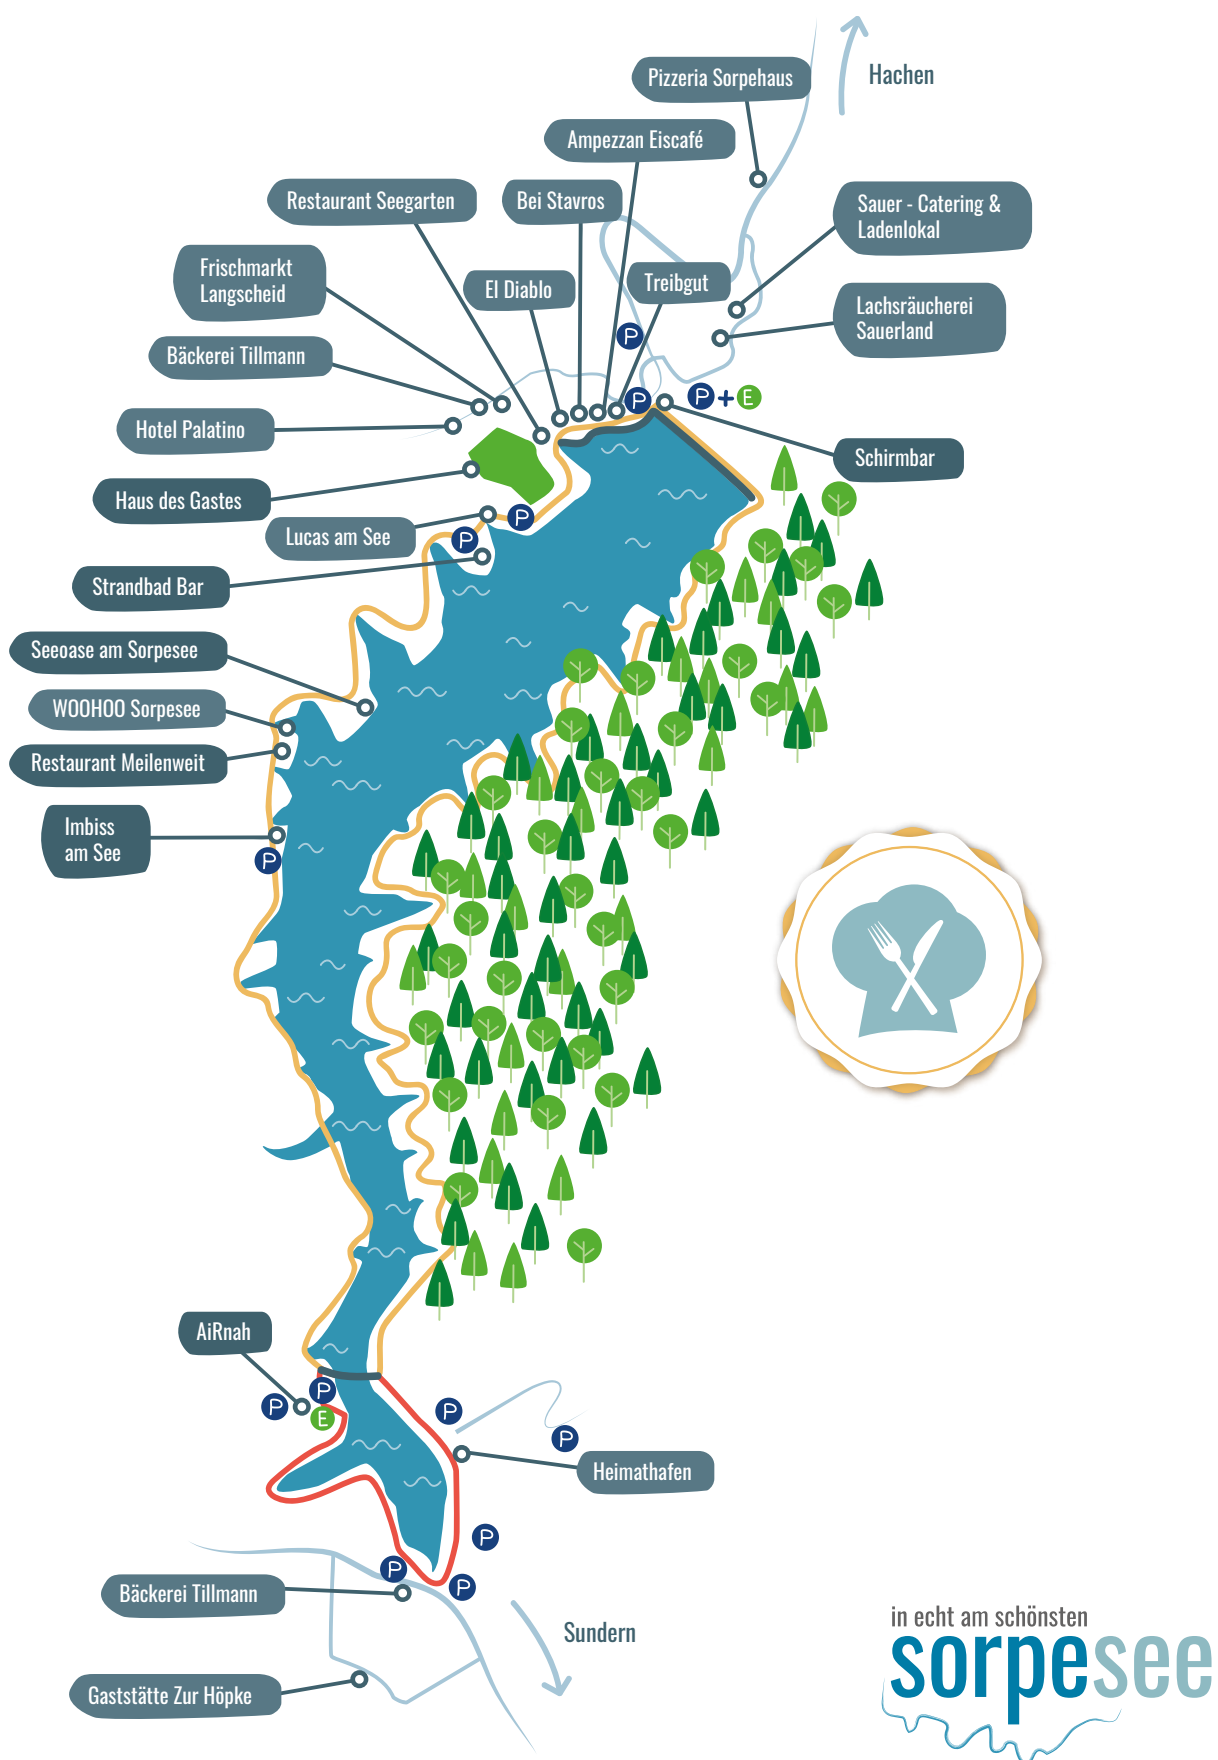 Hachen
Pizzeria Sorpehaus
Ampezzan Eiscafé
Restaurant Seegarten
Bei Stavros
Sauer - Catering &
Ladenlokal
Frischmarkt
Langscheid
El Diablo
Treibgut
Lachsräucherei
Sauerland
P
Bäckerei Tillmann
P
P + E
Hotel Palatino
Schirmbar
Haus des Gastes
P
Lucas am See
P
Strandbad Bar
Seeoase am Sorpesee
WOOHOO Sorpesee
Restaurant Meilenweit
Imbiss
am See
P
AiRnah
P
P
E
P
P
Heimathafen
P
P
P
Bäckerei Tillmann
Sundern
Gaststätte Zur Höpke
in echt am schönsten
sorpesee